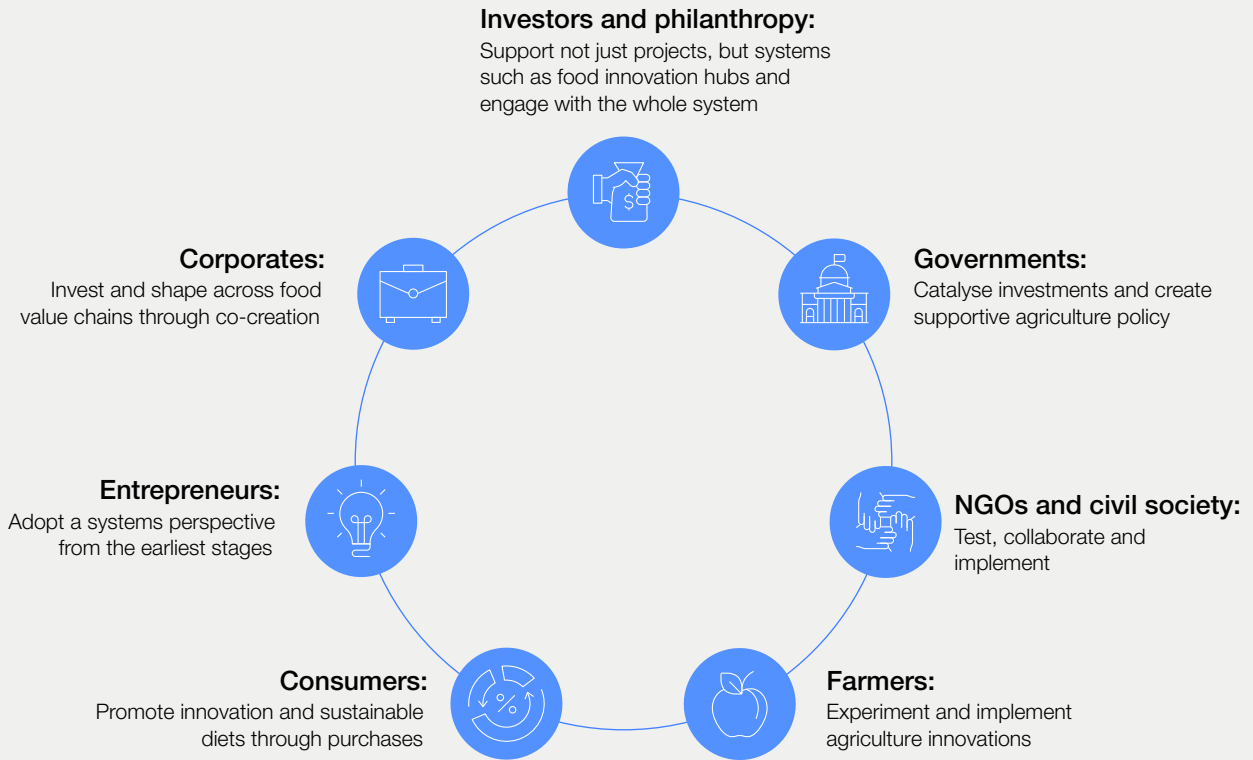 Investors and philanthropy:
Support not just projects, but systems
such as food innovation hubs and
engage with the whole system
$
Corporates:
Invest and shape across food
value chains through co-creation
Governments:
Catalyse investments and create
supportive agriculture policy
Entrepreneurs:
Adopt a systems perspective
from the earliest stages
NGOs and civil society:
Test, collaborate and
implement
Consumers:
Promote innovation and sustainable
diets through purchases
%
Farmers:
Experiment and implement
agriculture innovations